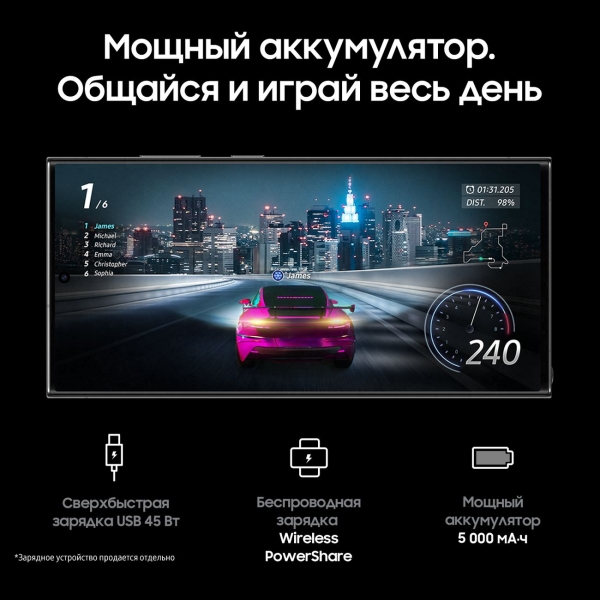 Мощный аккумулятор.
Общайся и играй весь день
1/6
01:31.205
DIST. 98%
1 James
2 Michael
3 Richard
4 Emma
5 Christopher
6 Sophia
James
240
Сверхбыстрая
зарядка USB 45 Вт
*Зарядное устройство продается отдельно
Беспроводная
зарядка
Wireless
PowerShare
Мощный
аккумулятор
5 000 мА·ч